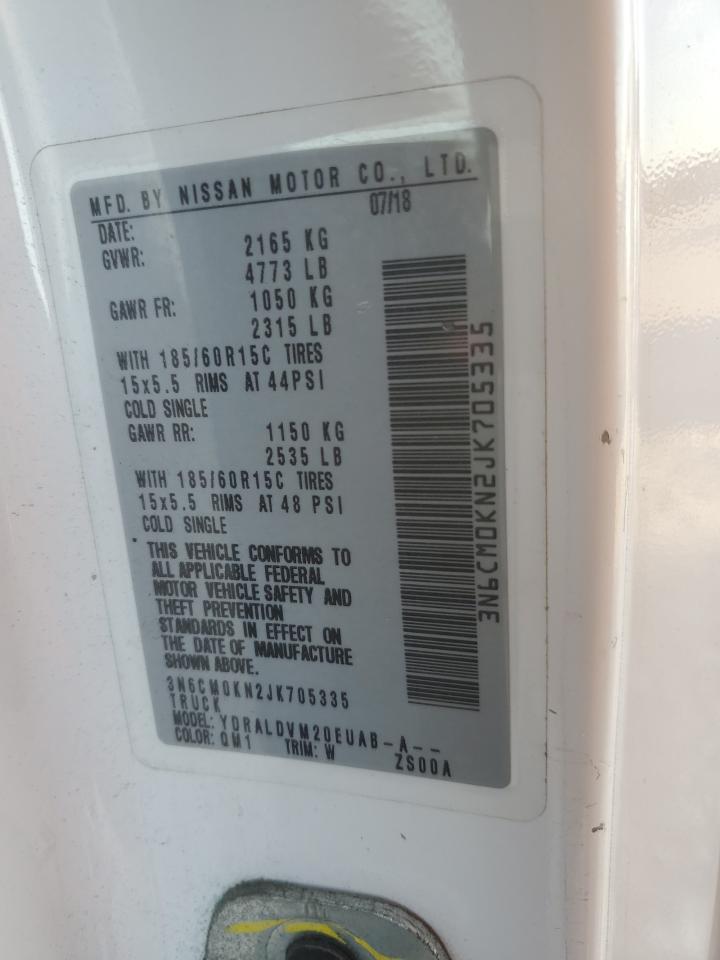 MFD. BY NISSAN MOTOR CO., LTD.
DATE: 07/18
GVWR: 2165 KG
4773 LB
GAWR FR: 1050 KG
2315 LB
WITH 185/60R15C TIRES
15x5.5 RIMS AT 44PSI
COLD SINGLE
GAWR RR: 1150 KG
2535 LB
WITH 185/60R15C TIRES
15x5.5 RIMS AT 48 PSI
COLD SINGLE
THIS VEHICLE CONFORMS TO
ALL APPLICABLE FEDERAL
MOTOR VEHICLE SAFETY AND
THEFT PREVENTION
STANDARDS IN EFFECT ON
THE DATE OF MANUFACTURE
SHOWN ABOVE.
3N6CM0KN2JK705335
TRUCK
MODEL: YDRALDVM20EUAB-A--
COLOR: QM1 TRIM: W ZS00A
3N6CM0KN2JK705335